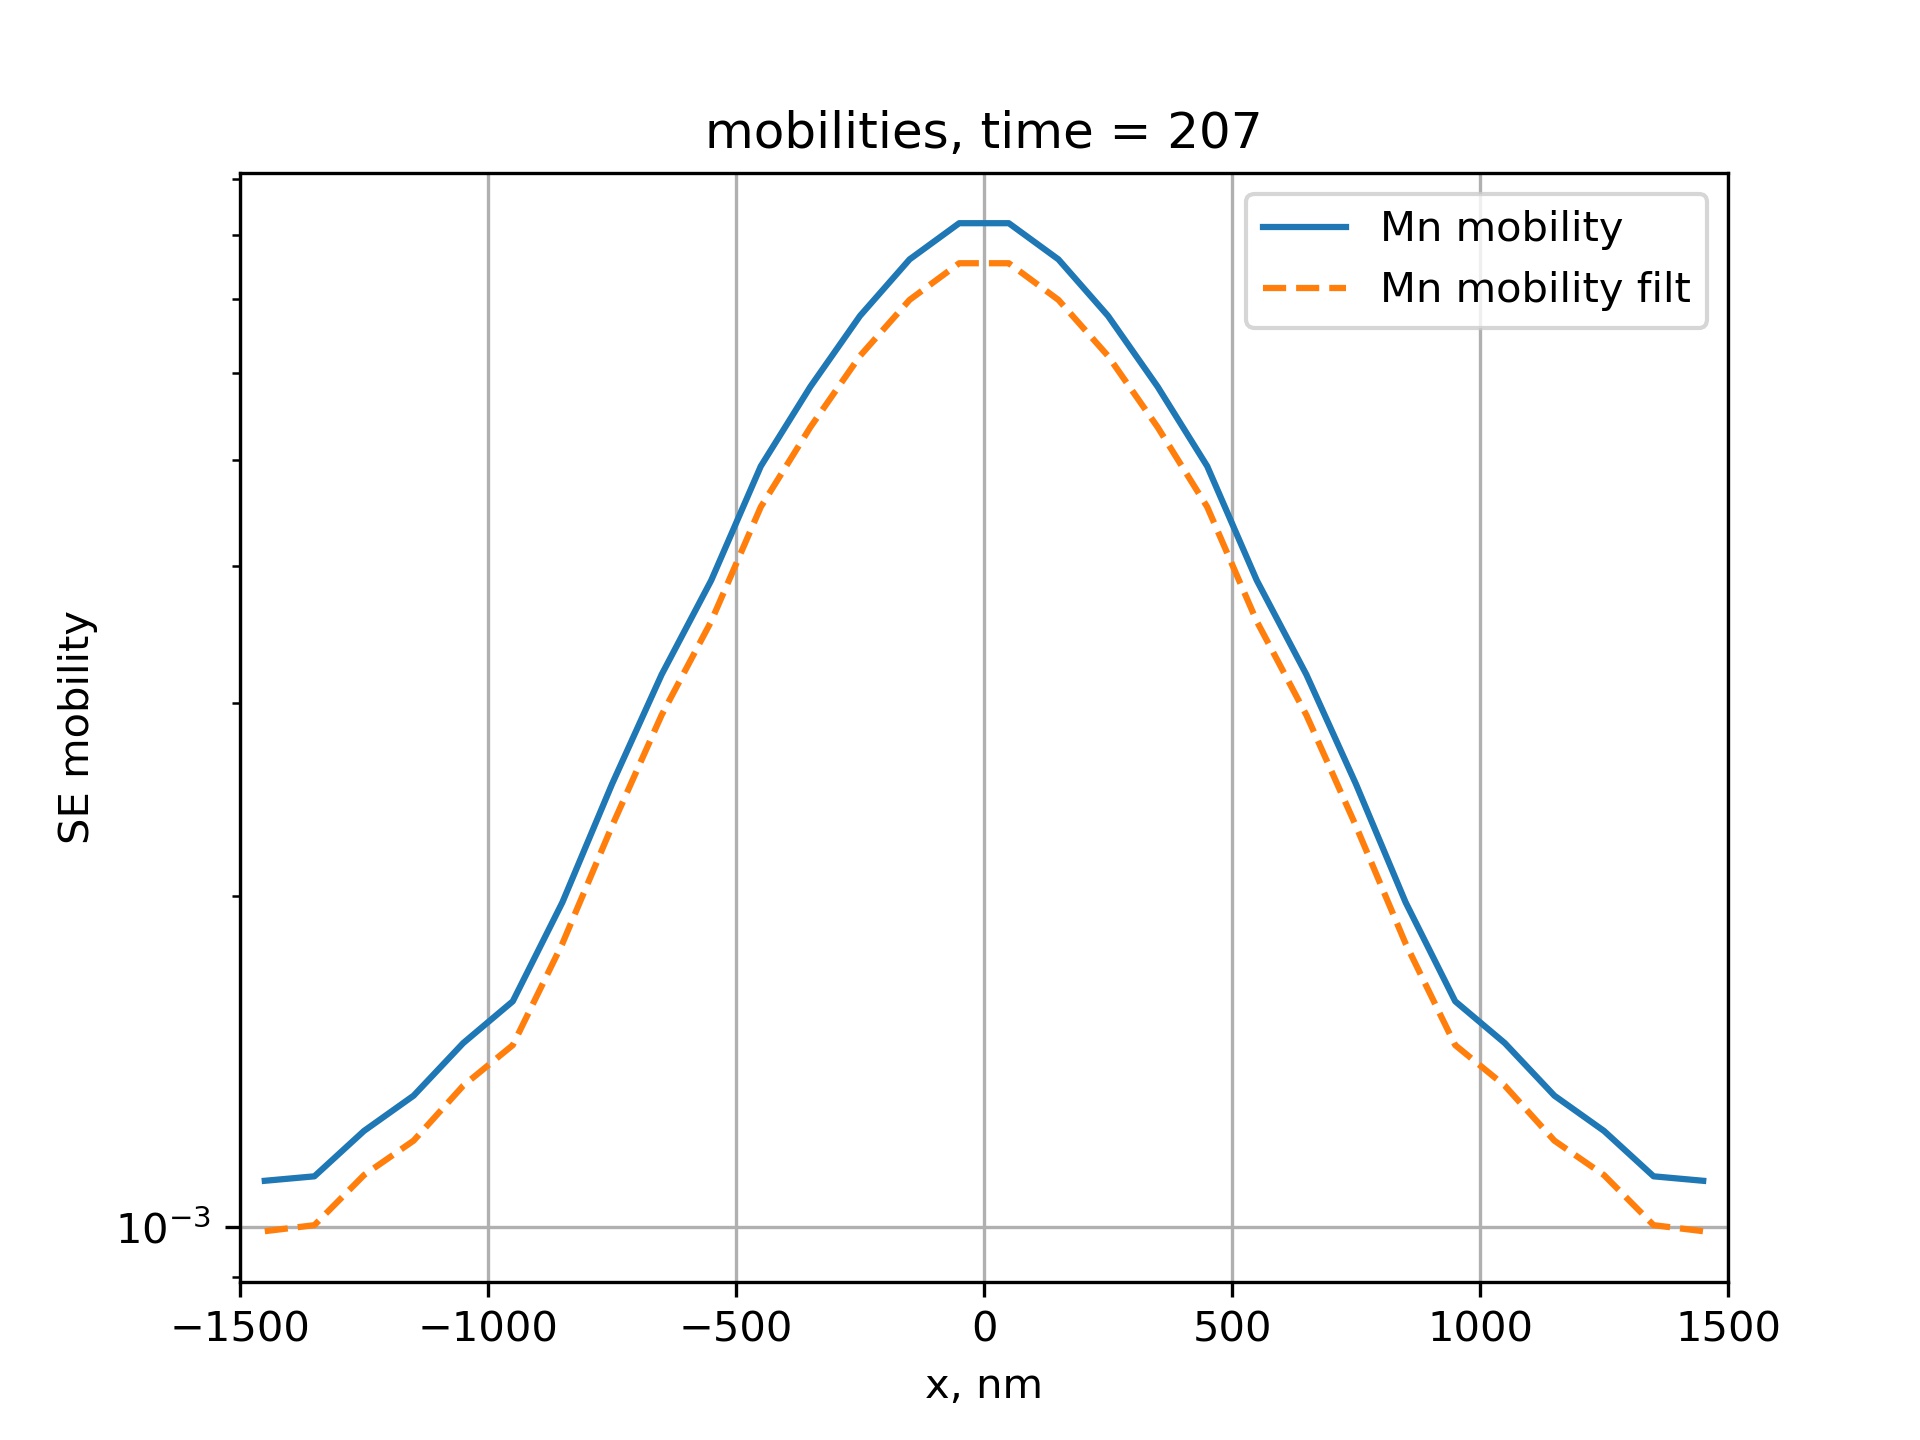 mobilities, time = 207
Mn mobility
Mn mobility filt
SE mobility
10⁻³
−1500 −1000 −500 0 500 1000 1500
x, nm